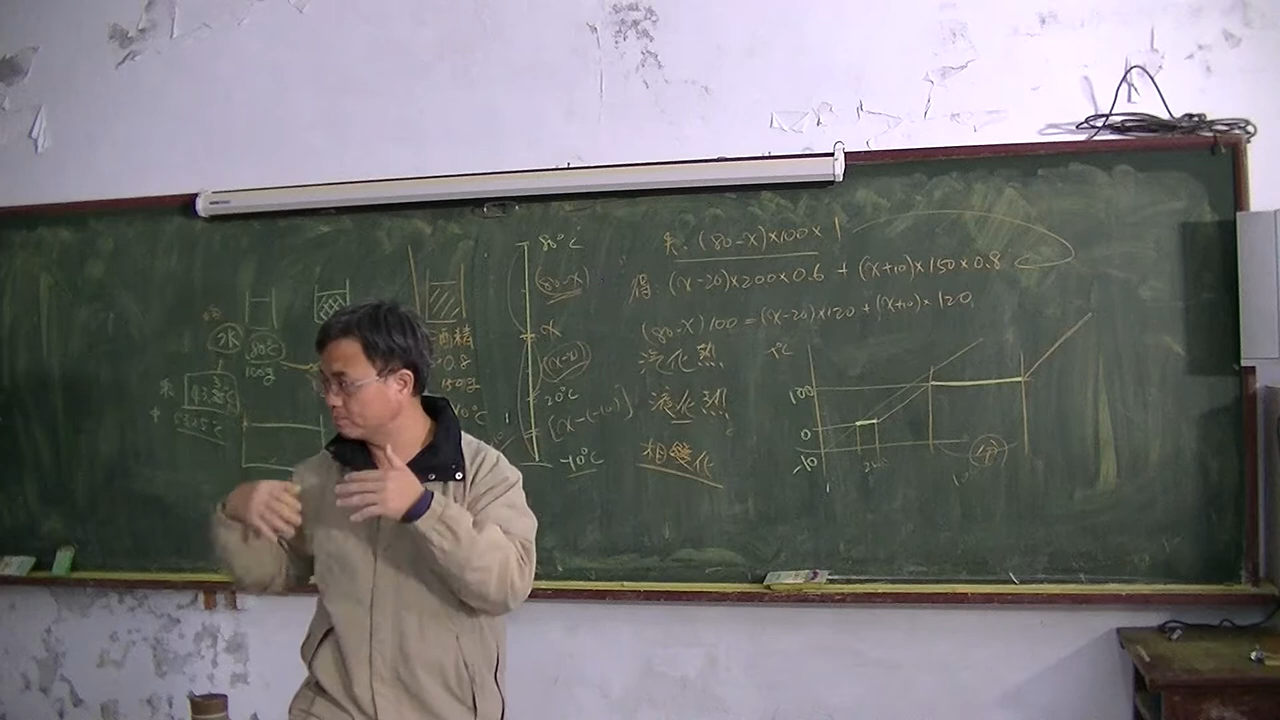 水
80°C
100g
酒精
0.8
150g
80°C
(80-x)
x
(x-20)
20°C
[x-(-10)]
-10°C
失: (80-x)×100×1
得: (x-20)×200×0.6 + (x+10)×150×0.8
(80-x)100=(x-20)×120+(x+10)×120
汽化熱
液化熱
相變化
T°C
100
0
-10